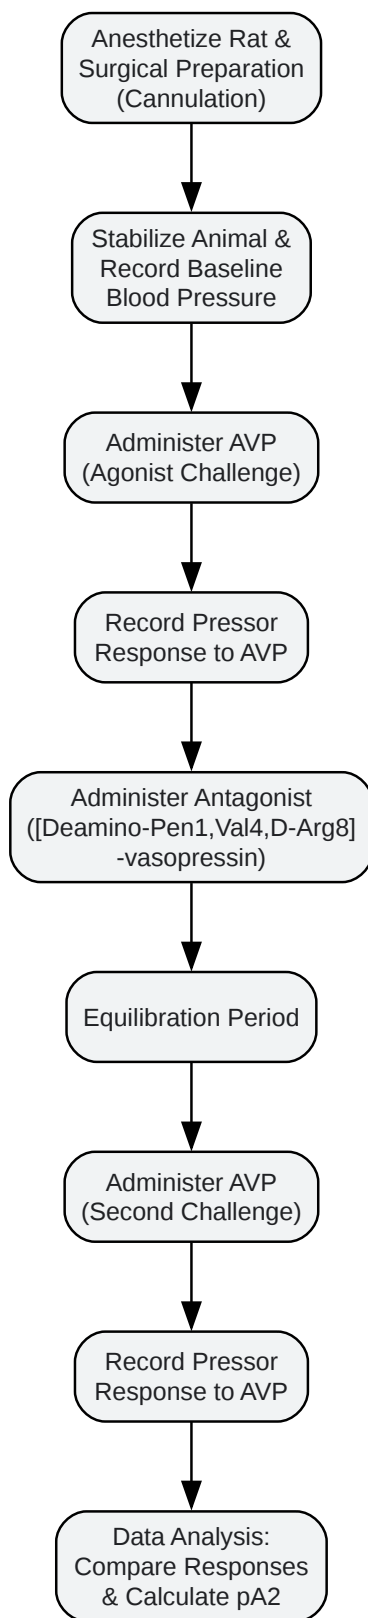 Anesthetize Rat &
Surgical Preparation
(Cannulation)
Stabilize Animal &
Record Baseline
Blood Pressure
Administer AVP
(Agonist Challenge)
Record Pressor
Response to AVP
Administer Antagonist
([Deamino-Pen1,Val4,D-Arg8]
-vasopressin)
Equilibration Period
Administer AVP
(Second Challenge)
Record Pressor
Response to AVP
Data Analysis:
Compare Responses
& Calculate pA2